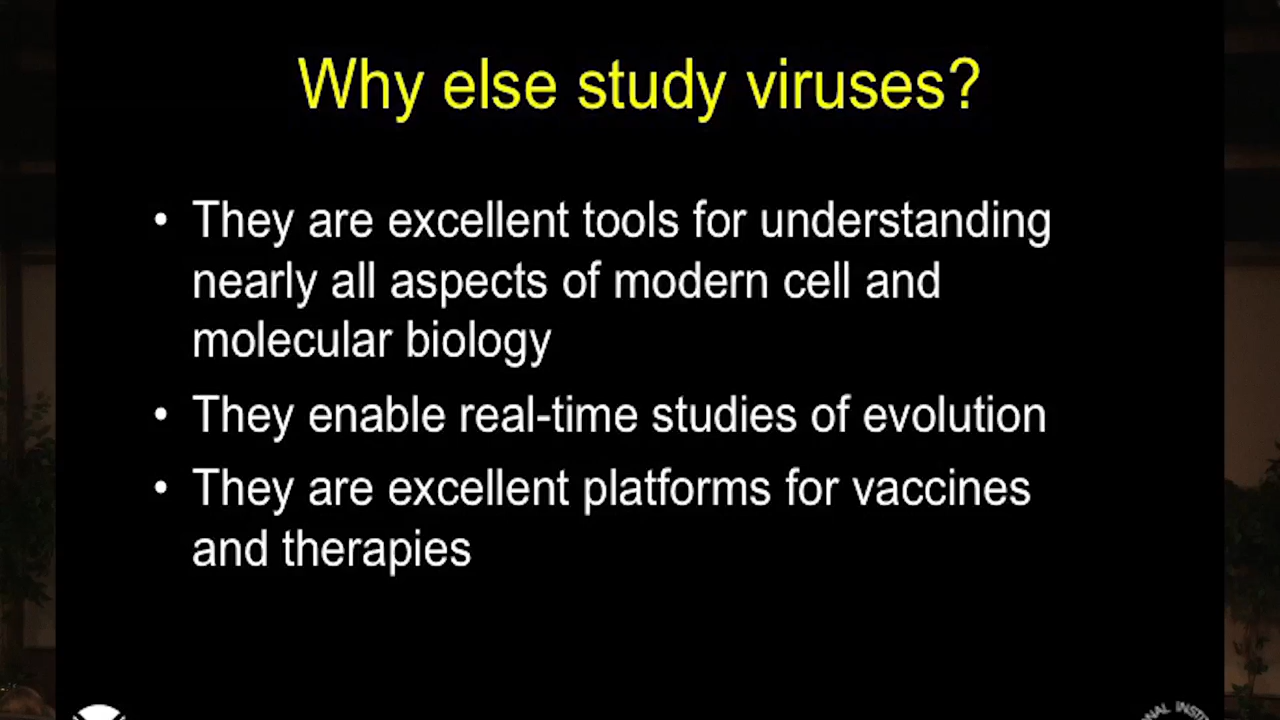 Why else study viruses?
• They are excellent tools for understanding
nearly all aspects of modern cell and
molecular biology
• They enable real-time studies of evolution
• They are excellent platforms for vaccines
and therapies